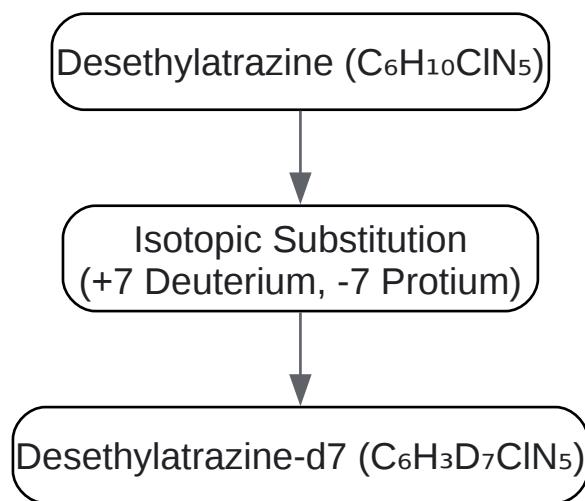 Desethylatrazine (C₆H₁₀ClN₅)
Isotopic Substitution
(+7 Deuterium, -7 Protium)
Desethylatrazine-d7 (C₆H₃D₇ClN₅)